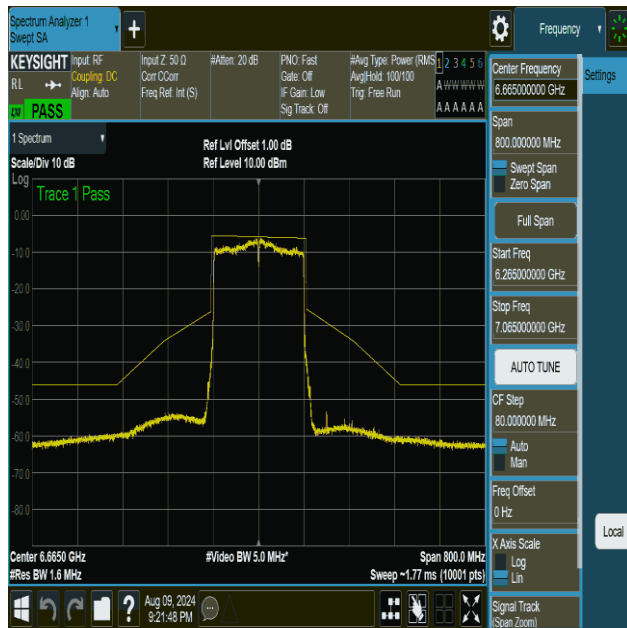 Spectrum Analyzer 1
Swept SA
Frequency
KEYSIGHT
RL
PASS
Input: RF
Coupling: DC
Align: Auto
Input Z: 50 Ω
Corr CCorr
Freq Ref: Int (S)
#Atten: 20 dB
PNO: Fast
Gate: Off
IF Gain: Low
Sig Track: Off
#Avg Type: Power (RMS
Avg|Hold: 100/100
Trig: Free Run
1 2 3 4 5 6
A W W W W W
A A A A A A
Center Frequency
6.665000000 GHz
Settings
Span
800.000000 MHz
Swept Span
Zero Span
Full Span
Start Freq
6.265000000 GHz
Stop Freq
7.065000000 GHz
AUTO TUNE
CF Step
80.000000 MHz
Auto
Man
Freq Offset
0 Hz
X Axis Scale
Log
Lin
Signal Track
(Span Zoom)
Local
1 Spectrum
Scale/Div 10 dB
Ref Lvl Offset 1.00 dB
Ref Level 10.00 dBm
Log
Trace 1 Pass
0.00
-10.0
-20.0
-30.0
-40.0
-50.0
-60.0
-70.0
-80.0
Center 6.6650 GHz
#Video BW 5.0 MHz*
Span 800.0 MHz
#Res BW 1.6 MHz
Sweep ~1.77 ms (10001 pts)
?
Aug 09, 2024
9:21:48 PM